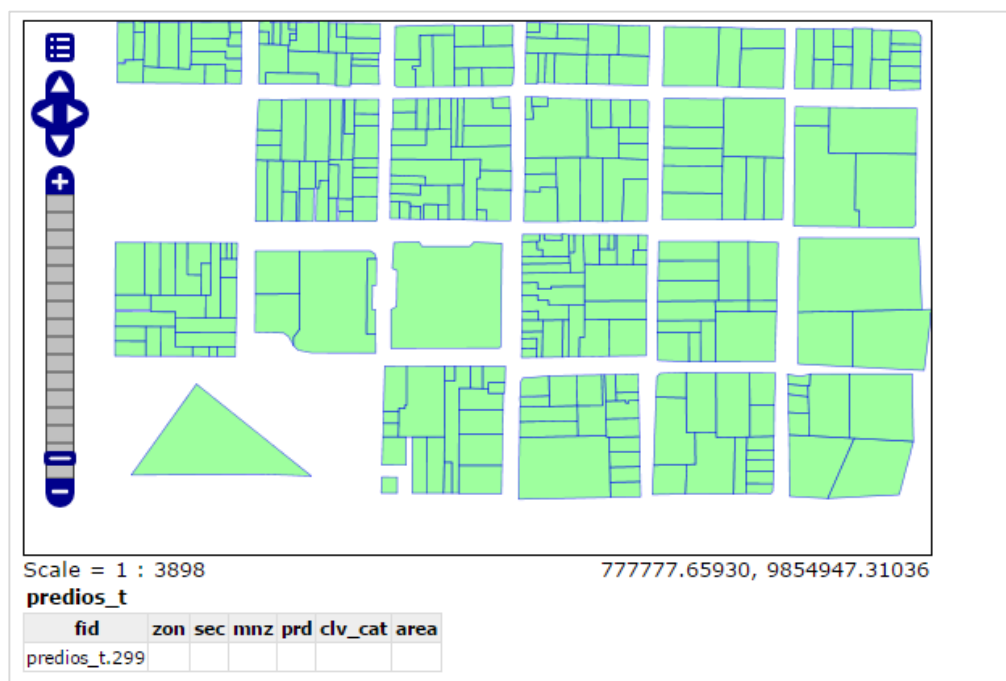 Scale = 1 : 3898
777777.65930, 9854947.31036
predios_t
fid zon sec mnz prd clv_cat area
predios_t.299